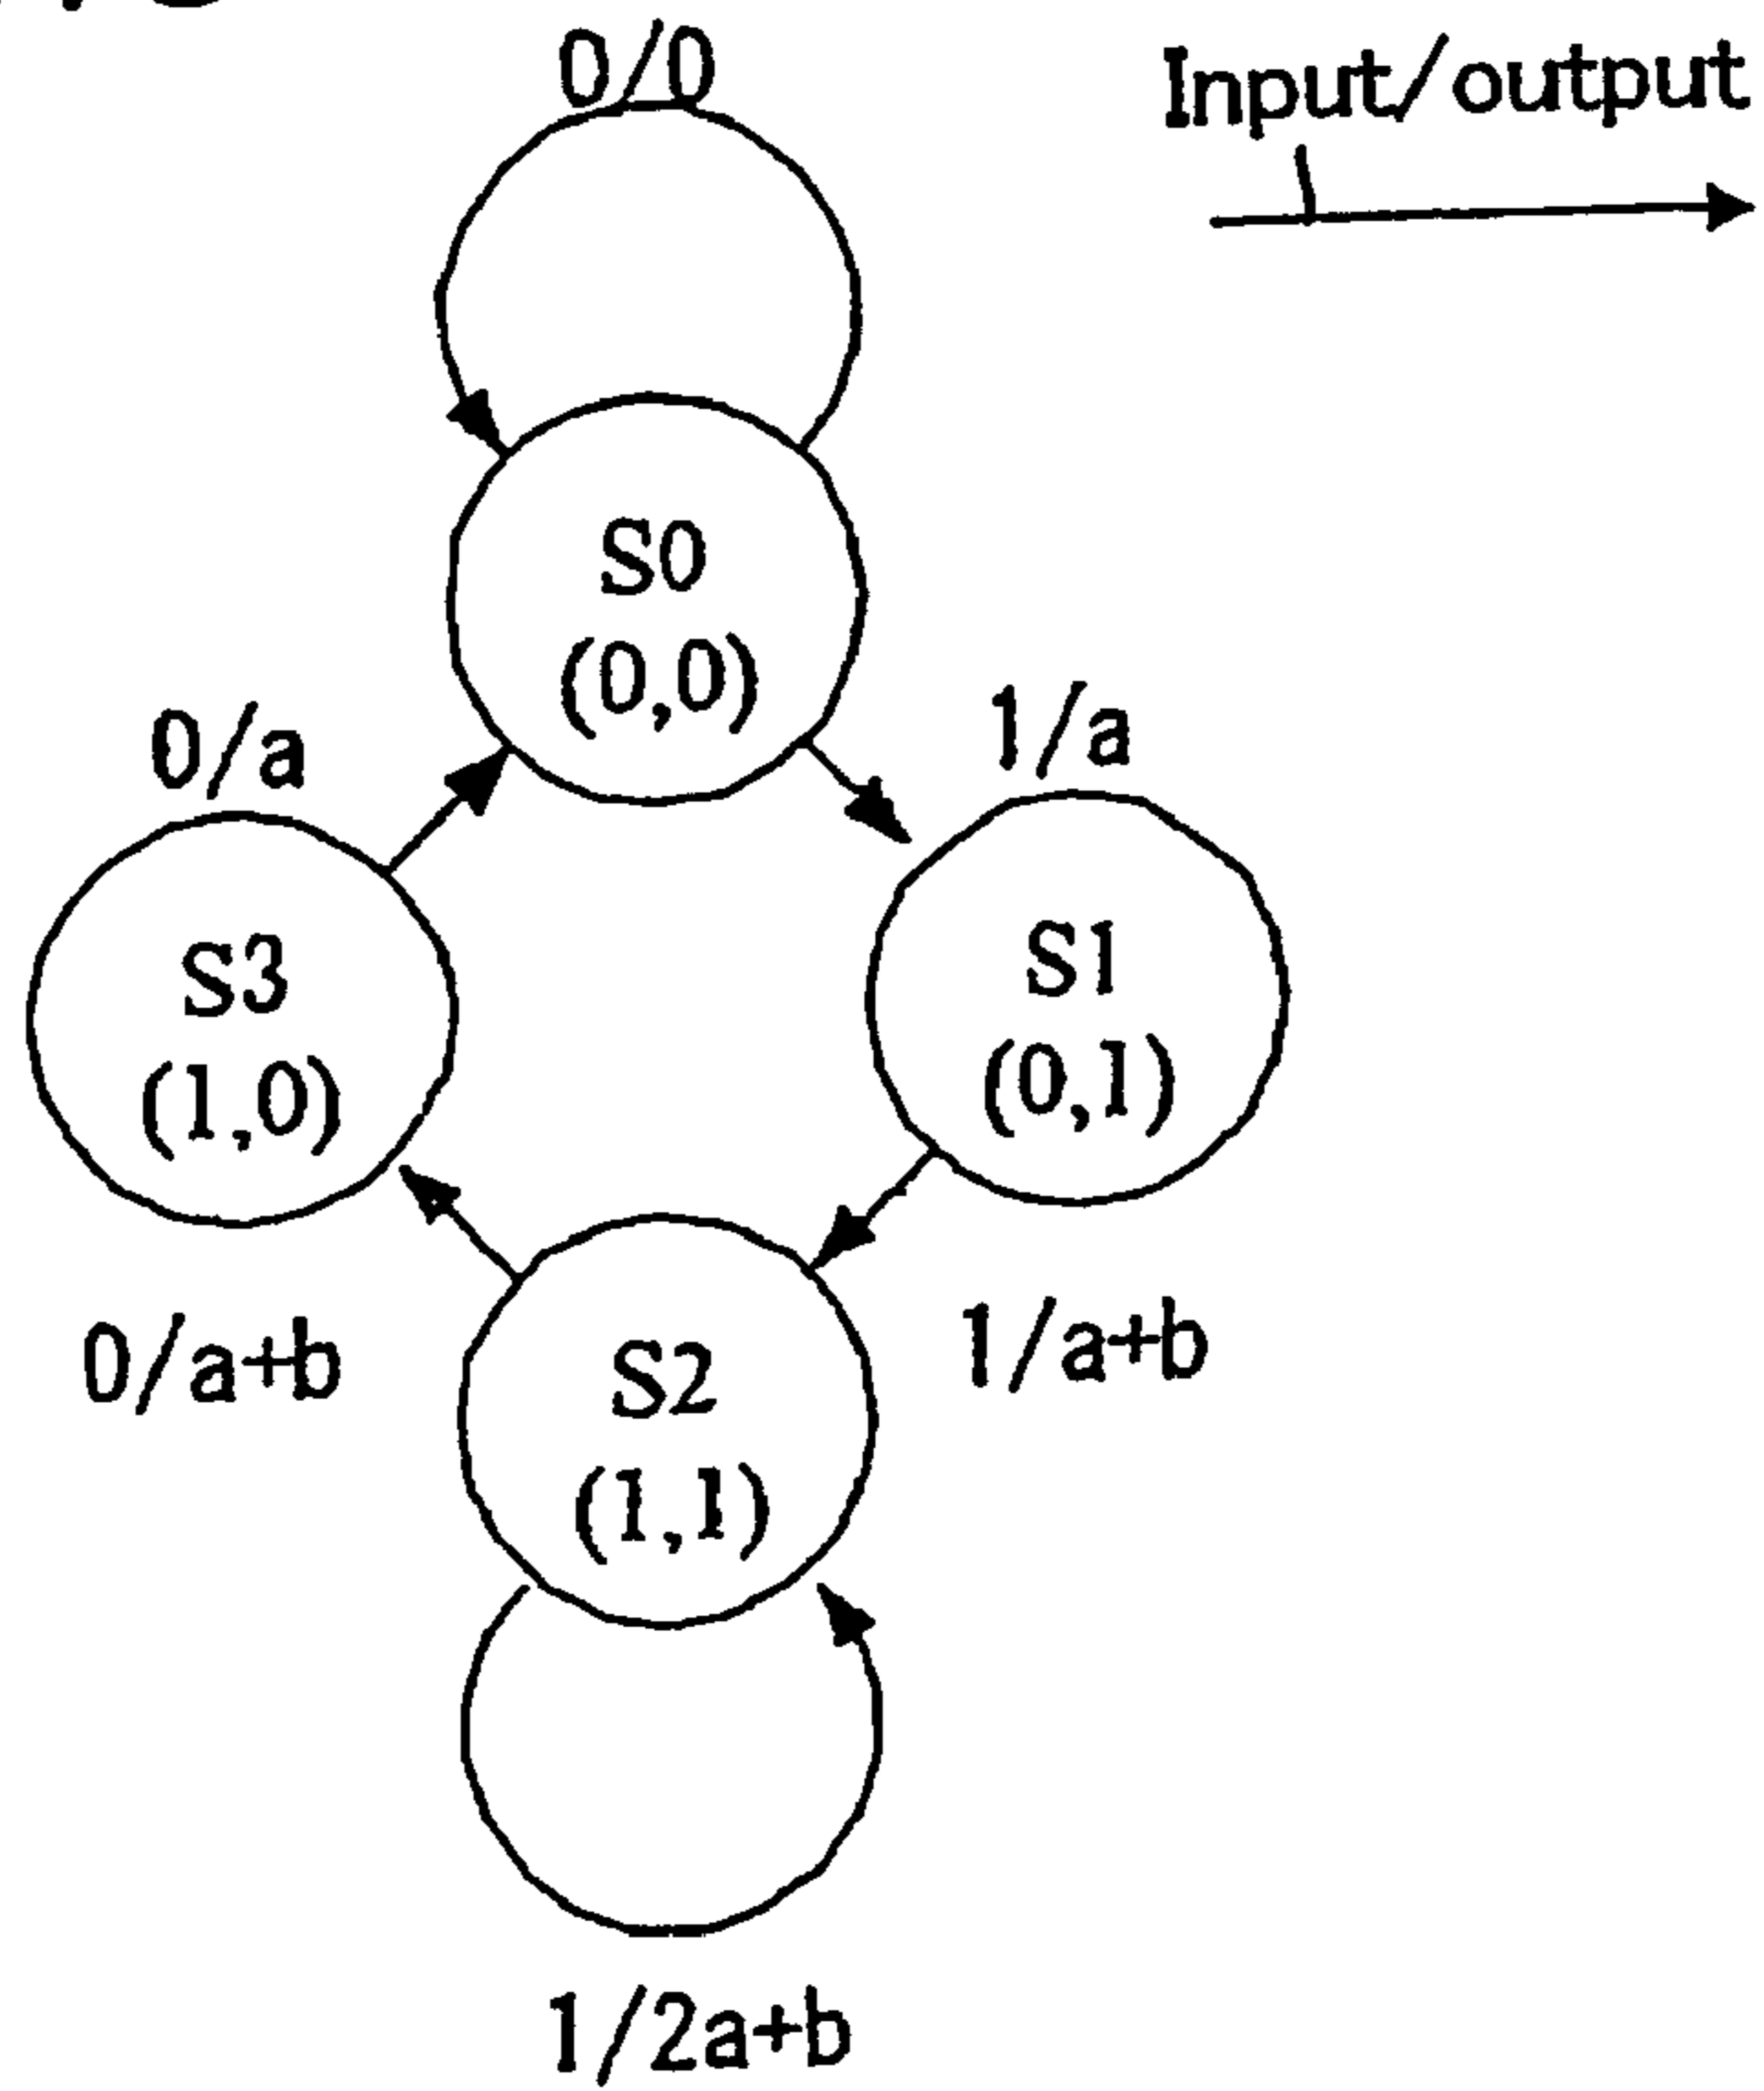 0/0
Input/output
S0
(0,0)
0/a
1/a
S3
(1,0)
S1
(0,1)
0/a+b
1/a+b
S2
(1,1)
1/2a+b